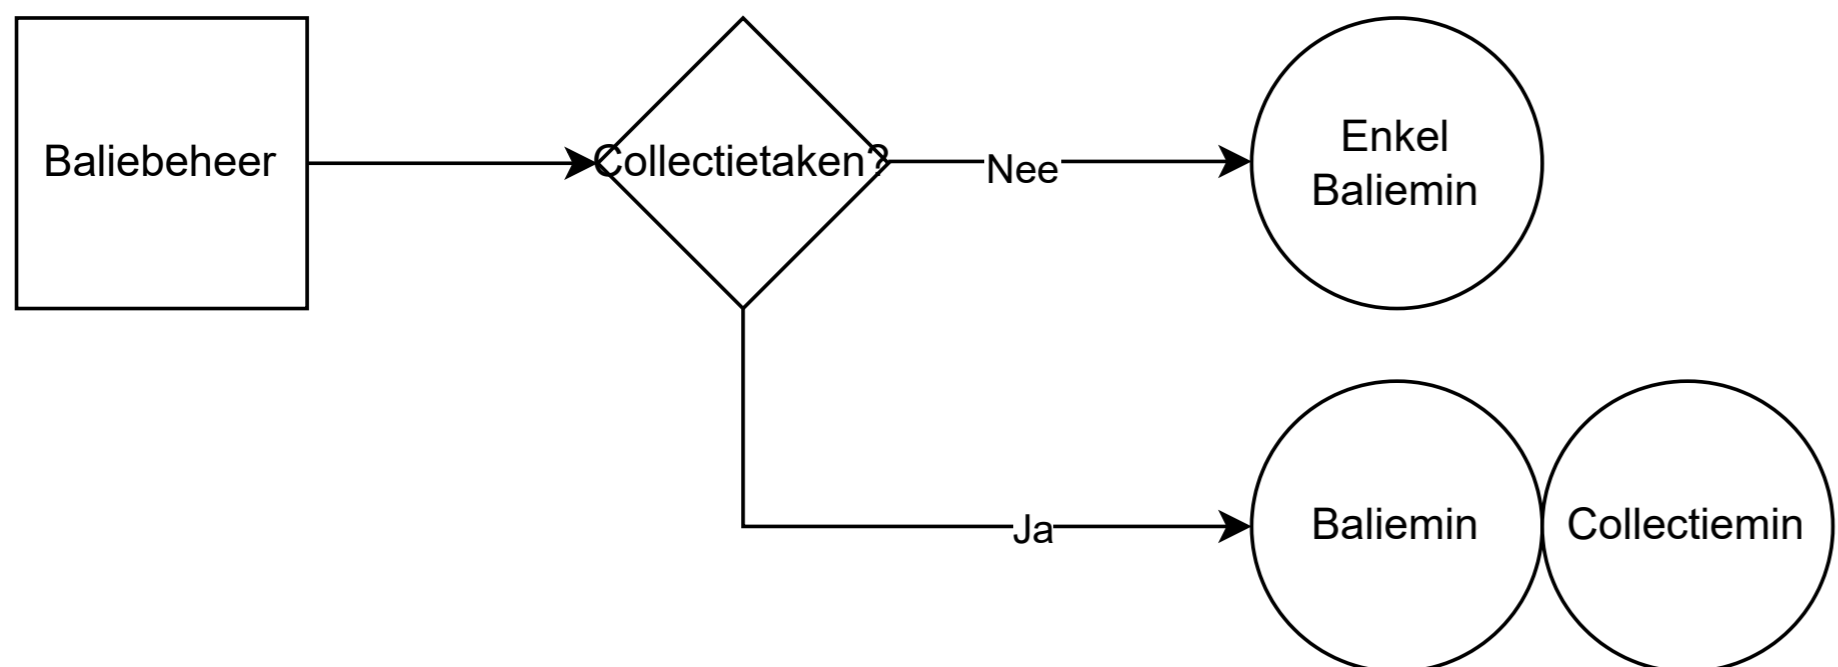 Baliebeheer
Collectietaken?
Nee
Enkel
Baliemin
Ja
Baliemin
Collectiemin